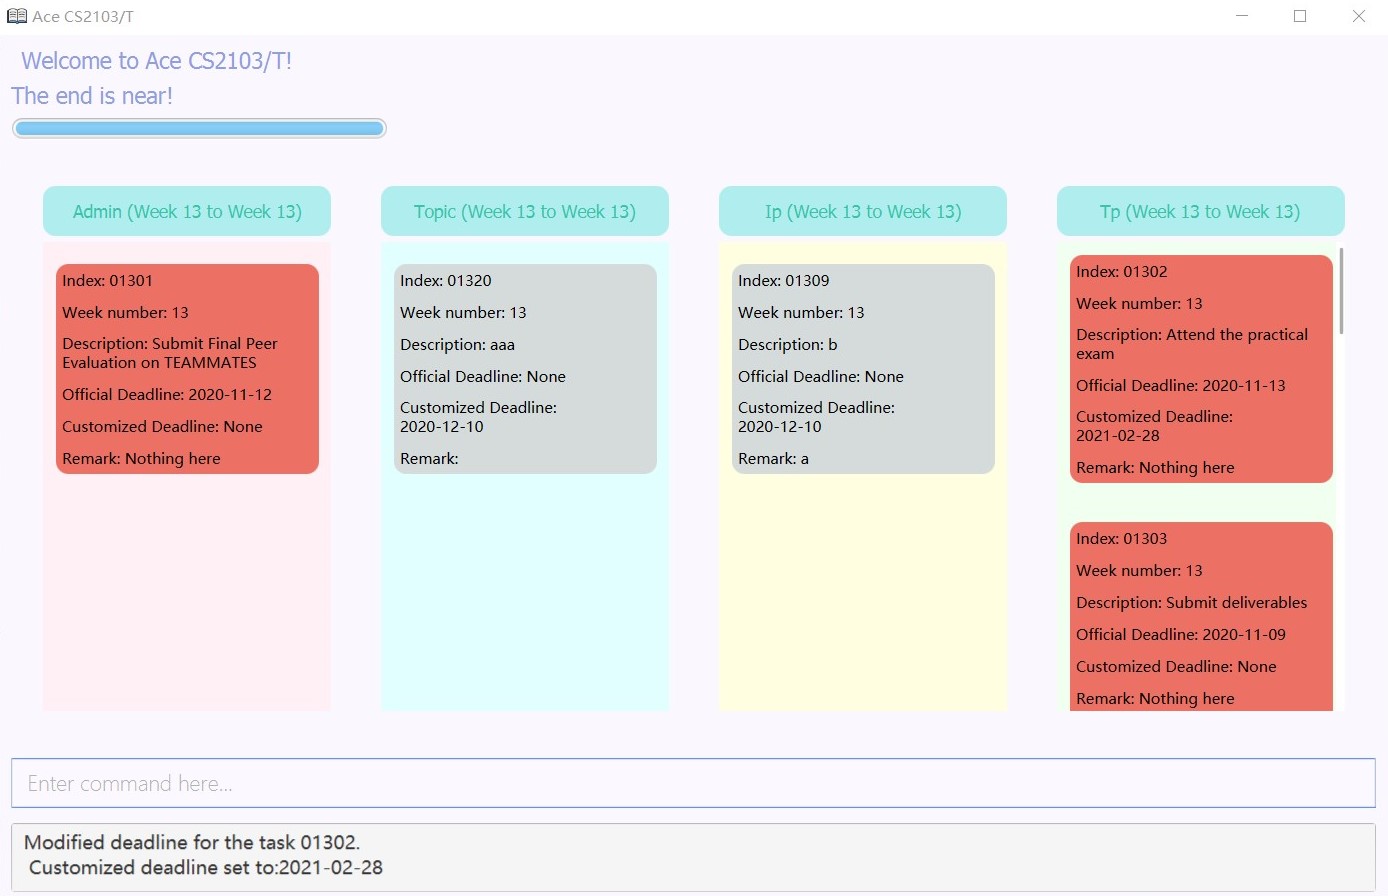 Ace CS2103/T
Welcome to Ace CS2103/T!
The end is near!
Admin (Week 13 to Week 13)
Index: 01301
Week number: 13
Description: Submit Final Peer
Evaluation on TEAMMATES
Official Deadline: 2020-11-12
Customized Deadline: None
Remark: Nothing here
Topic (Week 13 to Week 13)
Index: 01320
Week number: 13
Description: aaa
Official Deadline: None
Customized Deadline:
2020-12-10
Remark:
Ip (Week 13 to Week 13)
Index: 01309
Week number: 13
Description: b
Official Deadline: None
Customized Deadline:
2020-12-10
Remark: a
Tp (Week 13 to Week 13)
Index: 01302
Week number: 13
Description: Attend the practical
exam
Official Deadline: 2020-11-13
Customized Deadline:
2021-02-28
Remark: Nothing here
Index: 01303
Week number: 13
Description: Submit deliverables
Official Deadline: 2020-11-09
Customized Deadline: None
Remark: Nothing here
Enter command here...
Modified deadline for the task 01302.
Customized deadline set to:2021-02-28